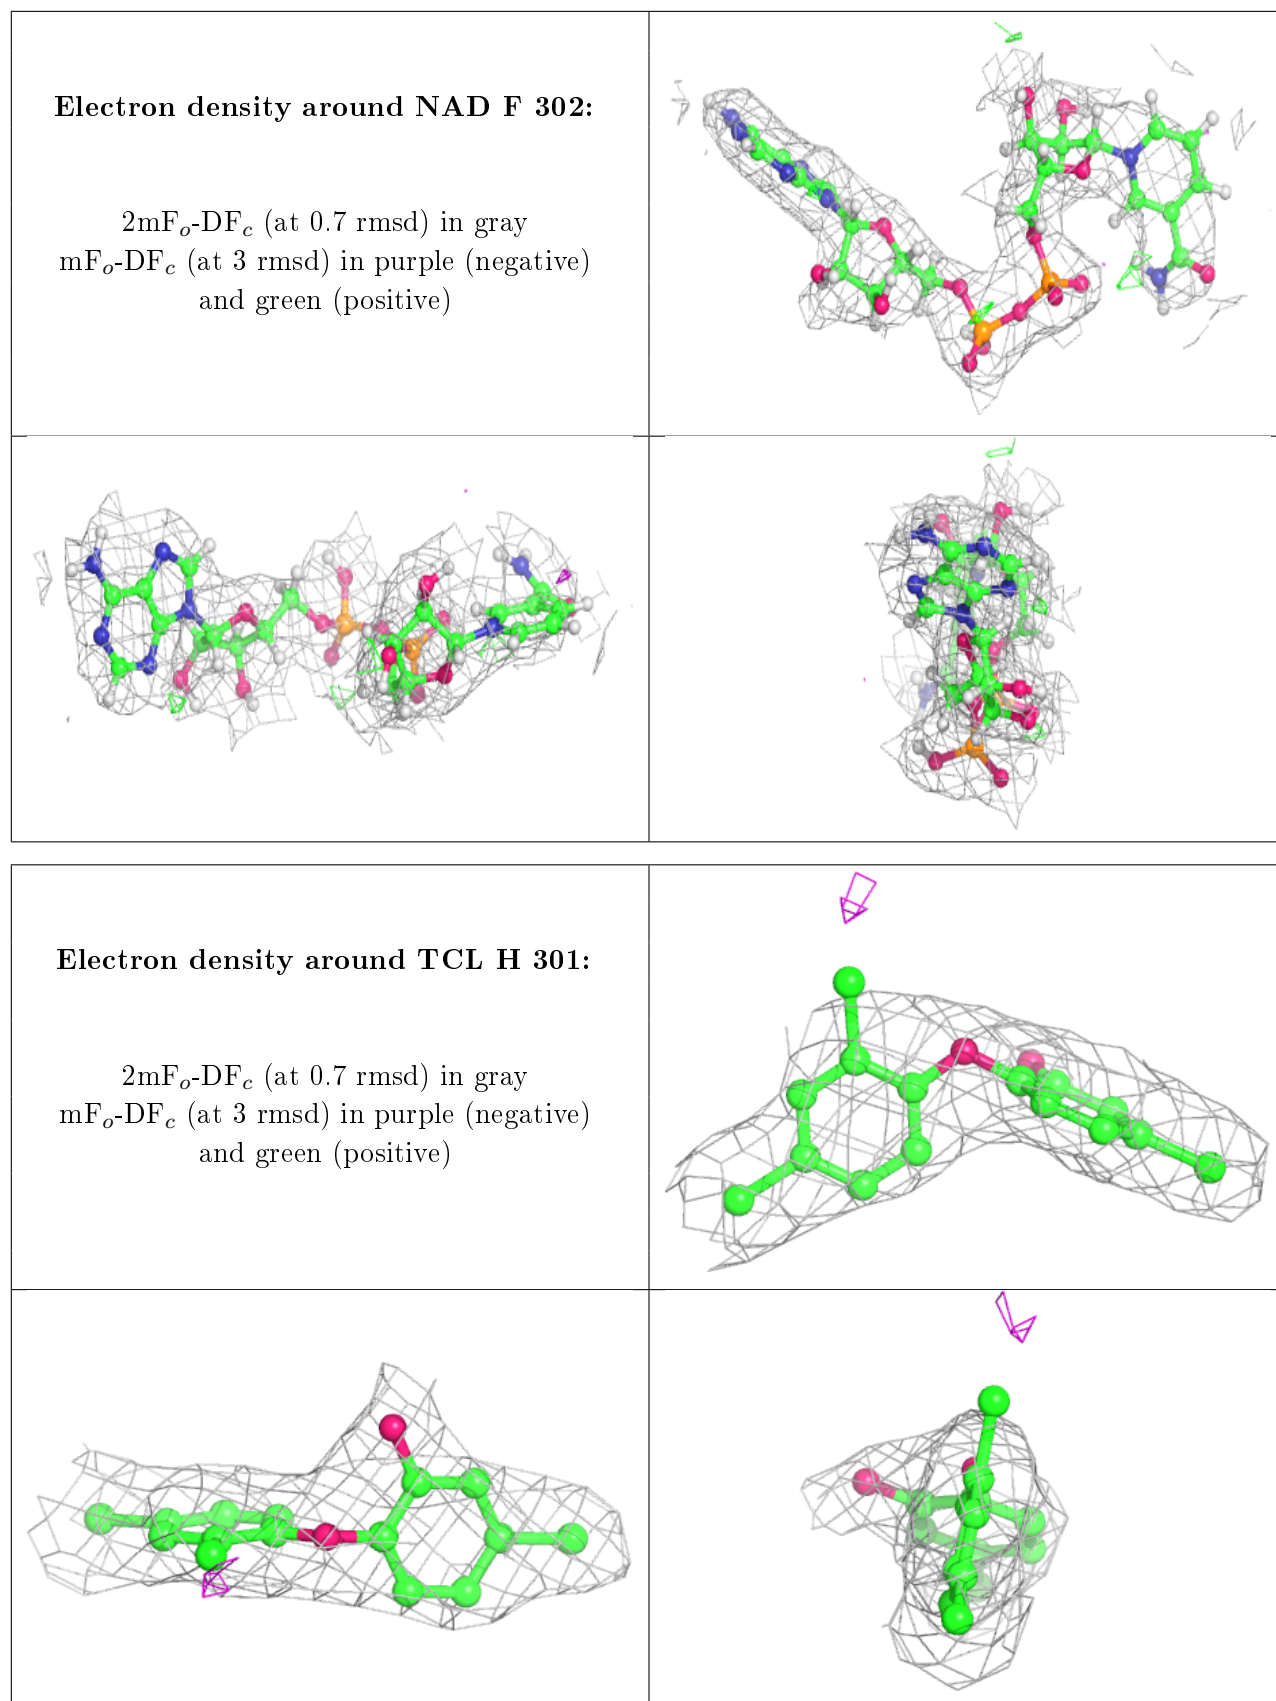 Electron density around NAD F 302:
2mFo-DFc (at 0.7 rmsd) in gray
mFo-DFc (at 3 rmsd) in purple (negative)
and green (positive)
Electron density around TCL H 301:
2mFo-DFc (at 0.7 rmsd) in gray
mFo-DFc (at 3 rmsd) in purple (negative)
and green (positive)